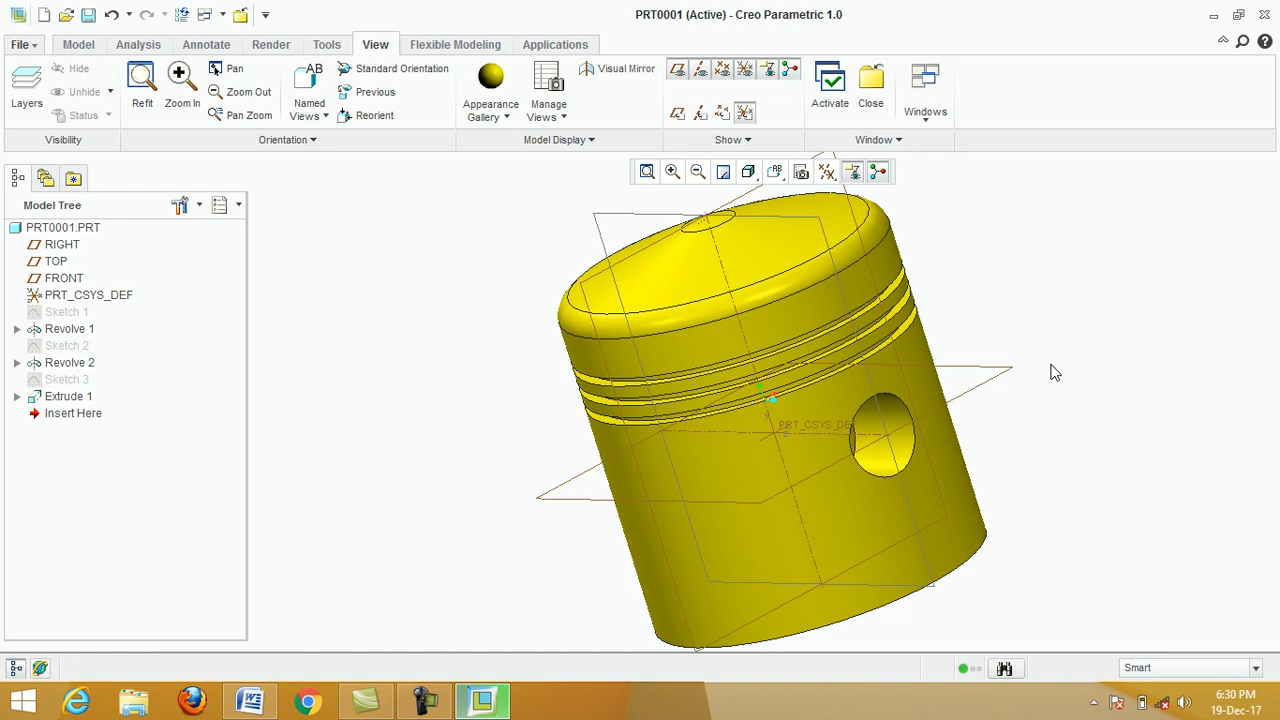 PRT0001 (Active) - Creo Parametric 1.0
File Model Analysis Annotate Render Tools View Flexible Modeling Applications
Hide
Unhide
Status
Layers
Refit
Zoom In
Pan
Zoom Out
Pan Zoom
Named Views
Standard Orientation
Previous
Reorient
Appearance Gallery
Manage Views
Visual Mirror
Activate
Close
Windows
Visibility Orientation Model Display Show Window
Model Tree
PRT0001.PRT
RIGHT
TOP
FRONT
PRT_CSYS_DEF
Sketch 1
Revolve 1
Sketch 2
Revolve 2
Sketch 3
Extrude 1
Insert Here
PRT_CSYS_DEF
Smart
6:30 PM
19-Dec-17